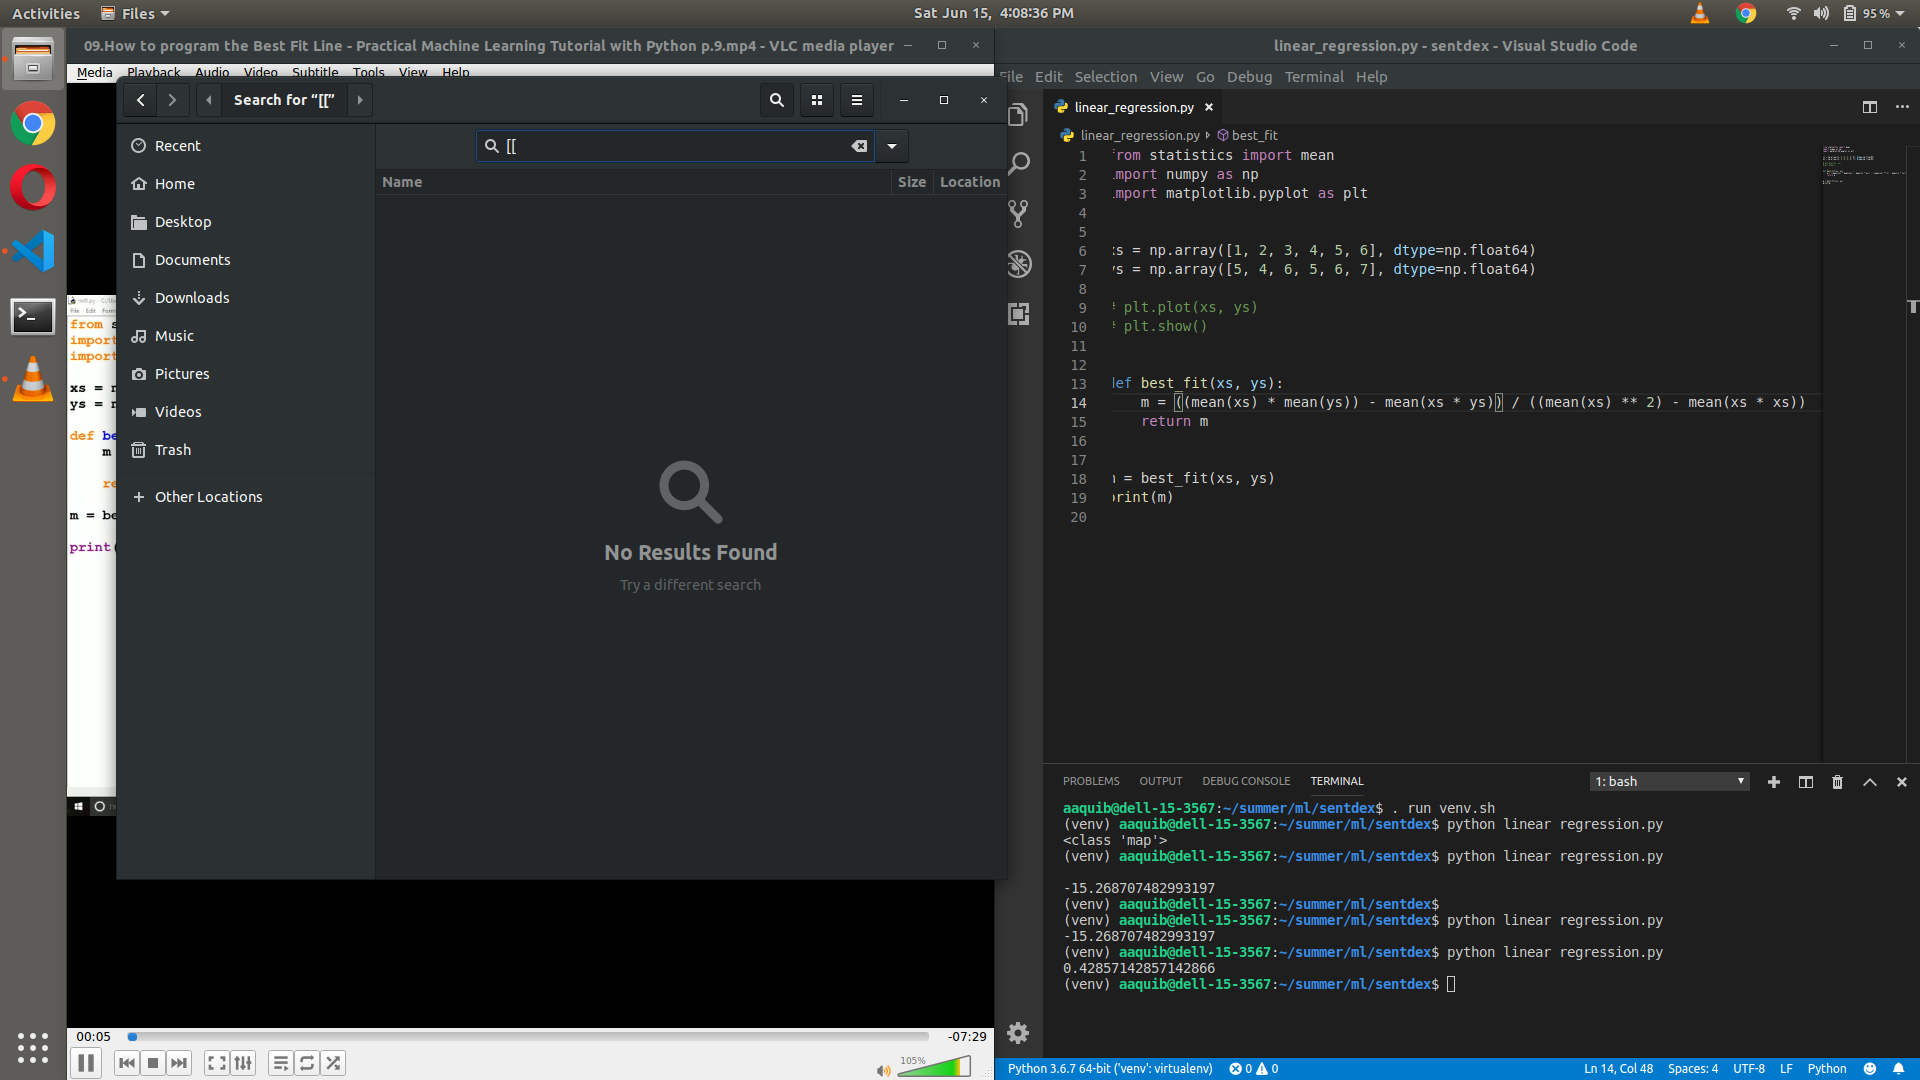 Activities
Files
Sat Jun 15, 4:08:36 PM
95 %
09.How to program the Best Fit Line - Practical Machine Learning Tutorial with Python p.9.mp4 - VLC media player
Media Playback Audio Video Subtitle Tools View Help
Search for “[[”
Recent
Home
Desktop
Documents
Downloads
Music
Pictures
Videos
Trash
Other Locations
[[
Name Size Location
No Results Found
Try a different search
from s
import
import
xs = n
ys = n
def be
m
re
m = be
print(
00:05
-07:29
105%
linear_regression.py - sentdex - Visual Studio Code
File Edit Selection View Go Debug Terminal Help
linear_regression.py
linear_regression.py best_fit
1 from statistics import mean
2 import numpy as np
3 import matplotlib.pyplot as plt
4
5
6 xs = np.array([1, 2, 3, 4, 5, 6], dtype=np.float64)
7 ys = np.array([5, 4, 6, 5, 6, 7], dtype=np.float64)
8
9 # plt.plot(xs, ys)
10 # plt.show()
11
12
13 def best_fit(xs, ys):
14 m = ((mean(xs) * mean(ys)) - mean(xs * ys)) / ((mean(xs) ** 2) - mean(xs * xs))
15 return m
16
17
18 m = best_fit(xs, ys)
19 print(m)
20
PROBLEMS OUTPUT DEBUG CONSOLE TERMINAL
1: bash
aaquib@dell-15-3567:~/summer/ml/sentdex$ . run venv.sh
(venv) aaquib@dell-15-3567:~/summer/ml/sentdex$ python linear regression.py
<class 'map'>
(venv) aaquib@dell-15-3567:~/summer/ml/sentdex$ python linear regression.py
-15.268707482993197
(venv) aaquib@dell-15-3567:~/summer/ml/sentdex$
(venv) aaquib@dell-15-3567:~/summer/ml/sentdex$ python linear regression.py
-15.268707482993197
(venv) aaquib@dell-15-3567:~/summer/ml/sentdex$ python linear regression.py
0.42857142857142866
(venv) aaquib@dell-15-3567:~/summer/ml/sentdex$
Python 3.6.7 64-bit ('venv': virtualenv) 0 0
Ln 14, Col 48 Spaces: 4 UTF-8 LF Python